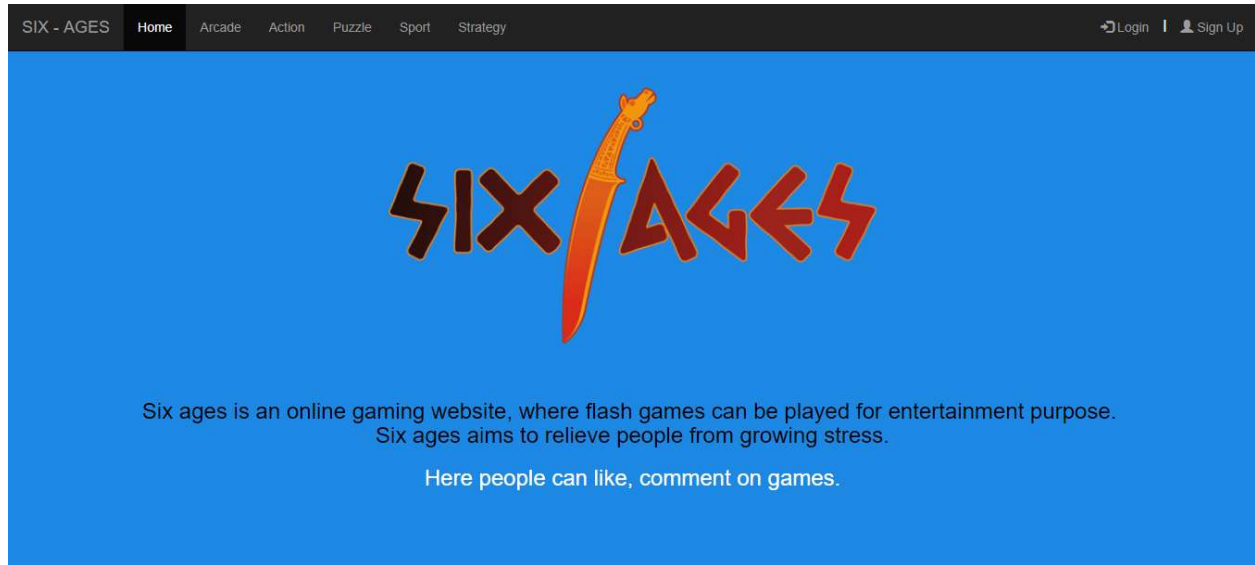 SIX - AGES Home Arcade Action Puzzle Sport Strategy Login | Sign Up
SIX AGES
Six ages is an online gaming website, where flash games can be played for entertainment purpose.
Six ages aims to relieve people from growing stress.
Here people can like, comment on games.